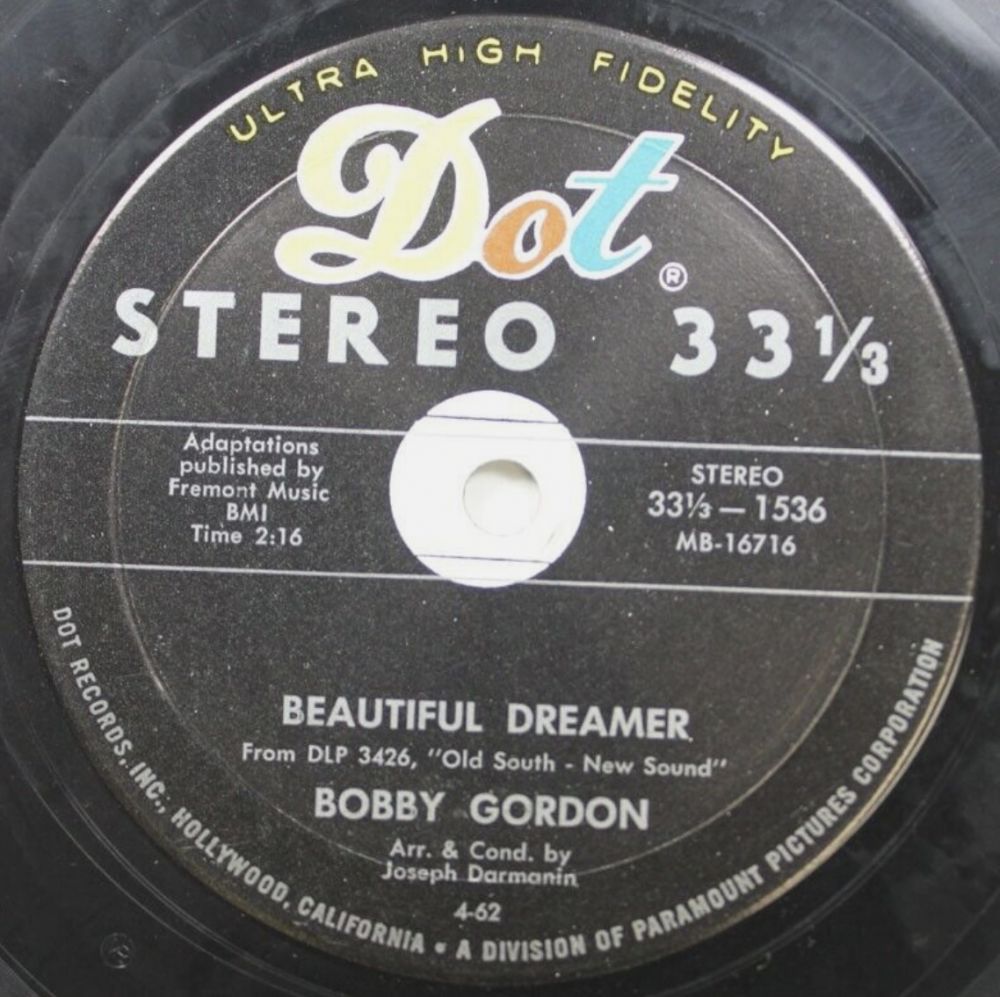 ULTRA HiGH FIDELITY
Dot®
STEREO 33⅓
Adaptations
published by
Fremont Music
BMI
Time 2:16
STEREO
33⅓ — 1536
MB-16716
BEAUTIFUL DREAMER
From DLP 3426, "Old South - New Sound"
BOBBY GORDON
Arr. & Cond. by
Joseph Darmanin
4-62
DOT RECORDS, INC., HOLLYWOOD, CALIFORNIA • A DIVISION OF PARAMOUNT PICTURES CORPORATION